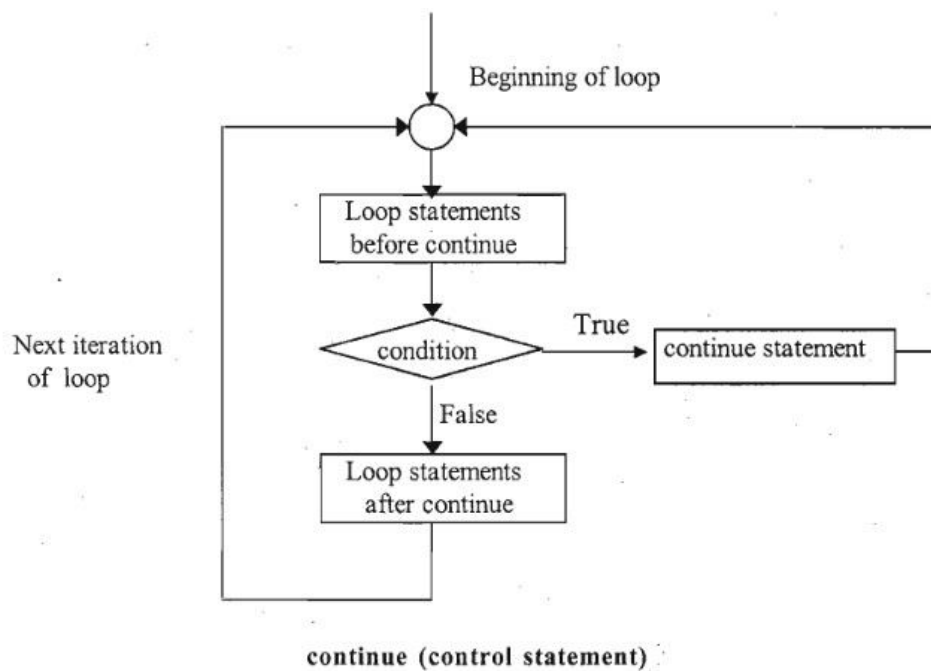 Beginning of loop
Loop statements
before continue
True
condition
continue statement
Next iteration
of loop
False
Loop statements
after continue
continue (control statement)